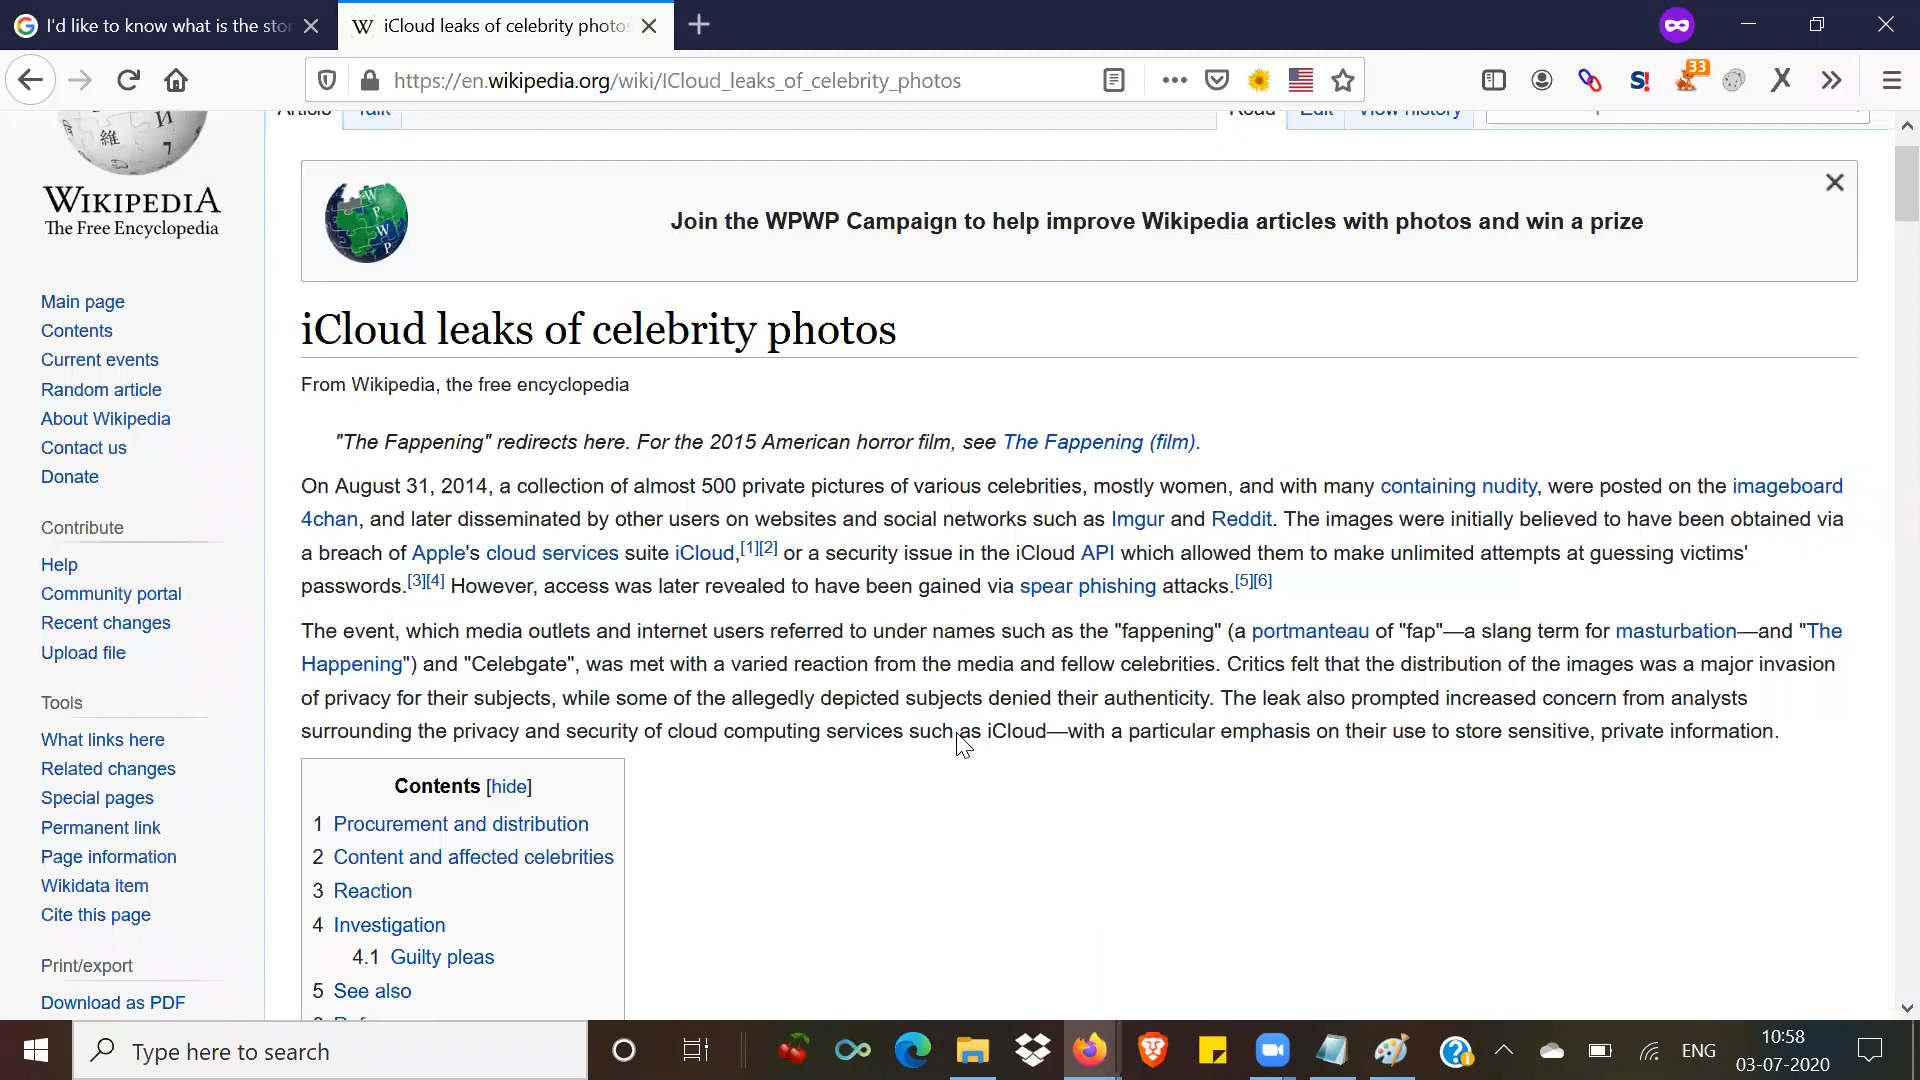 I'd like to know what is the sto
iCloud leaks of celebrity photo
https://en.wikipedia.org/wiki/ICloud_leaks_of_celebrity_photos
33
S!
Article
Talk
Read
Edit
View history
WIKIPEDIA
The Free Encyclopedia
Main page
Contents
Current events
Random article
About Wikipedia
Contact us
Donate
Contribute
Help
Community portal
Recent changes
Upload file
Tools
What links here
Related changes
Special pages
Permanent link
Page information
Wikidata item
Cite this page
Print/export
Download as PDF
Join the WPWP Campaign to help improve Wikipedia articles with photos and win a prize
iCloud leaks of celebrity photos
From Wikipedia, the free encyclopedia
"The Fappening" redirects here. For the 2015 American horror film, see The Fappening (film).
On August 31, 2014, a collection of almost 500 private pictures of various celebrities, mostly women, and with many containing nudity, were posted on the imageboard
4chan, and later disseminated by other users on websites and social networks such as Imgur and Reddit. The images were initially believed to have been obtained via
a breach of Apple's cloud services suite iCloud,[1][2] or a security issue in the iCloud API which allowed them to make unlimited attempts at guessing victims'
passwords.[3][4] However, access was later revealed to have been gained via spear phishing attacks.[5][6]
The event, which media outlets and internet users referred to under names such as the "fappening" (a portmanteau of "fap"—a slang term for masturbation—and "The
Happening") and "Celebgate", was met with a varied reaction from the media and fellow celebrities. Critics felt that the distribution of the images was a major invasion
of privacy for their subjects, while some of the allegedly depicted subjects denied their authenticity. The leak also prompted increased concern from analysts
surrounding the privacy and security of cloud computing services such as iCloud—with a particular emphasis on their use to store sensitive, private information.
Contents [hide]
1 Procurement and distribution
2 Content and affected celebrities
3 Reaction
4 Investigation
4.1 Guilty pleas
5 See also
Type here to search
ENG
10:58
03-07-2020